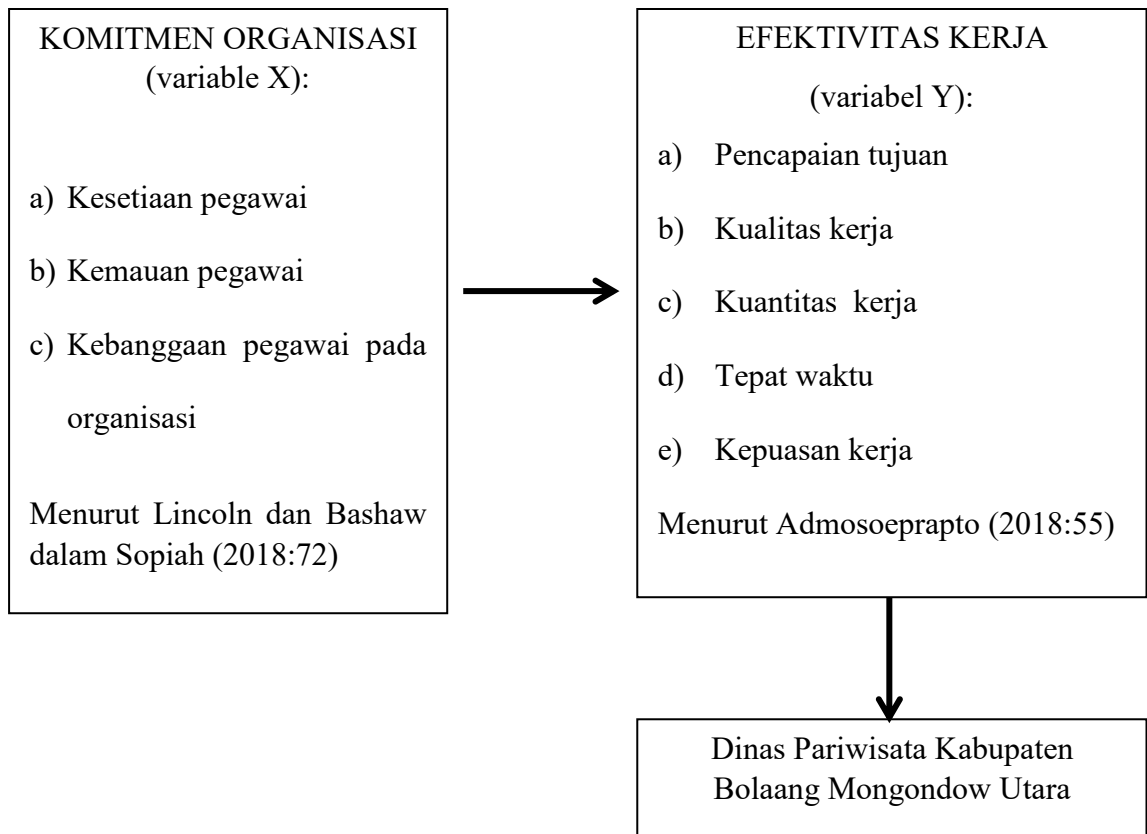 KOMITMEN ORGANISASI
(variable X):
a) Kesetiaan pegawai
b) Kemauan pegawai
c) Kebanggaan pegawai pada
organisasi
Menurut Lincoln dan Bashaw
dalam Sopiah (2018:72)
EFEKTIVITAS KERJA
(variabel Y):
a) Pencapaian tujuan
b) Kualitas kerja
c) Kuantitas kerja
d) Tepat waktu
e) Kepuasan kerja
Menurut Admosoeprapto (2018:55)
Dinas Pariwisata Kabupaten
Bolaang Mongondow Utara